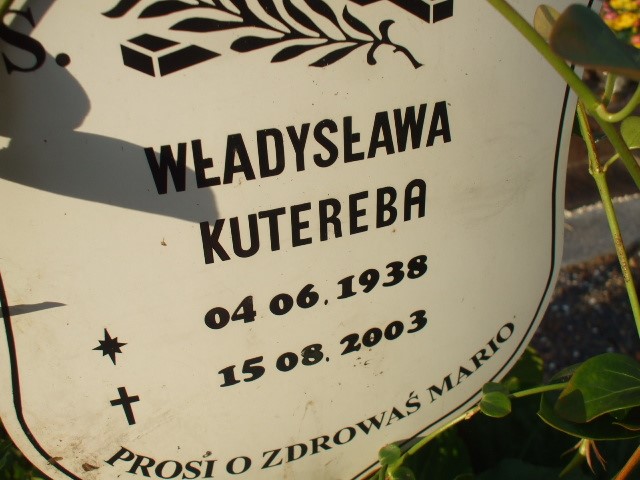 S.
WŁADYSŁAWA
KUTEREBA
04 06. 1938
15 08. 2003
PROSI O ZDROWAŚ MARIO